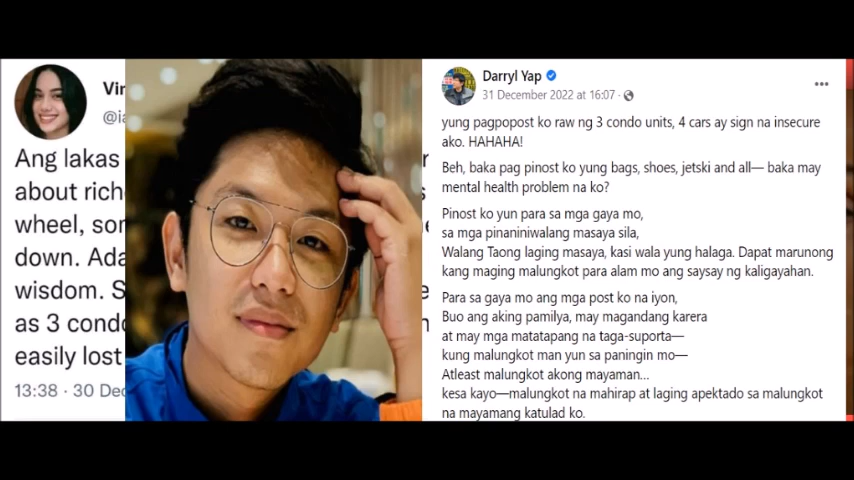 Vin
@ia
Ang lakas
about rich
wheel, son
down. Ada
wisdom. S
as 3 condo
easily lost
13:38 · 30 Dec
Darryl Yap
31 December 2022 at 16:07 ·
yung pagpopost ko raw ng 3 condo units, 4 cars ay sign na insecure
ako. HAHAHA!
Beh, baka pag pinost ko yung bags, shoes, jetski and all— baka may
mental health problem na ko?
Pinost ko yun para sa mga gaya mo,
sa mga pinaniniwalang masaya sila,
Walang Taong laging masaya, kasi wala yung halaga. Dapat marunong
kang maging malungkot para alam mo ang saysay ng kaligayahan.
Para sa gaya mo ang mga post ko na iyon,
Buo ang aking pamilya, may magandang karera
at may mga matatapang na taga-suporta—
kung malungkot man yun sa paningin mo—
Atleast malungkot akong mayaman...
kesa kayo—malungkot na mahirap at laging apektado sa malungkot
na mayamang katulad ko.